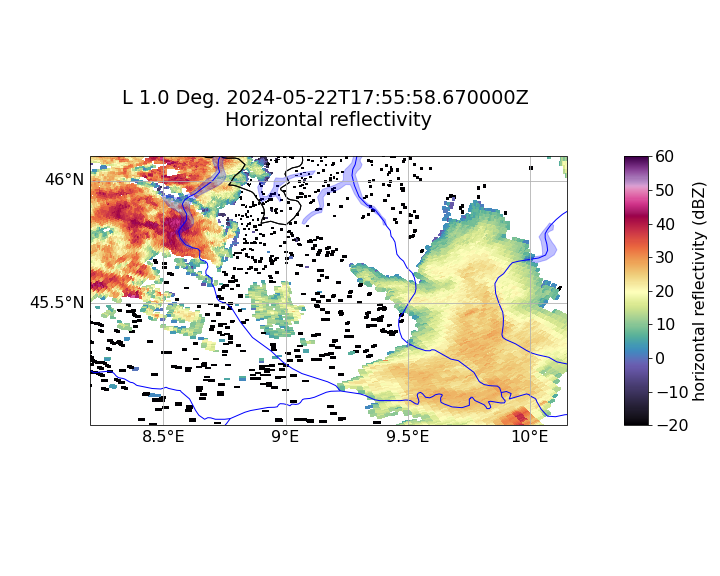 L 1.0 Deg. 2024-05-22T17:55:58.670000Z
Horizontal reflectivity
46°N
45.5°N
8.5°E
9°E
9.5°E
10°E
60
50
40
30
20
10
0
−10
−20
horizontal reflectivity (dBZ)